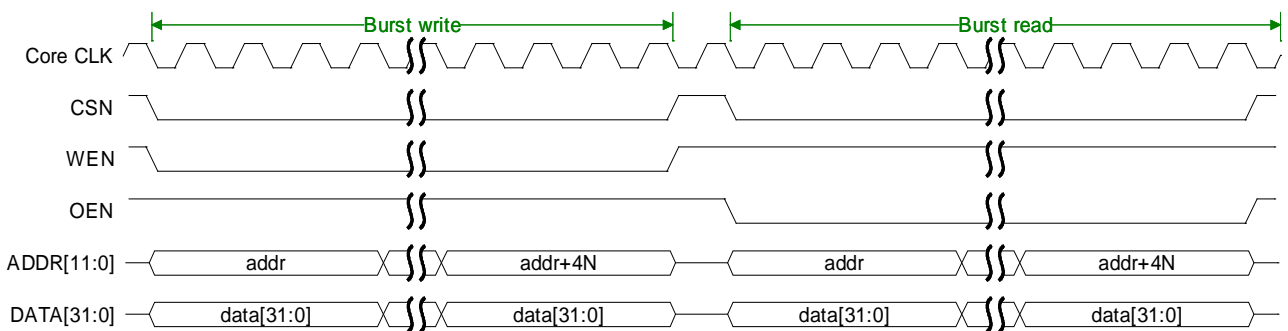 Burst write Burst read
Core CLK
CSN
WEN
OEN
ADDR[11:0] addr addr+4N addr addr+4N
DATA[31:0] data[31:0] data[31:0] data[31:0] data[31:0]